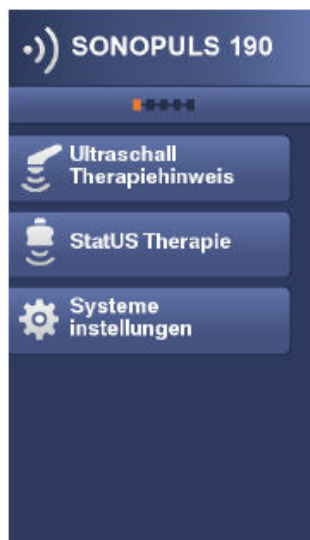 SONOPULS 190
Ultraschall
Therapiehinweis
StatUS Therapie
Systeme
instellungen